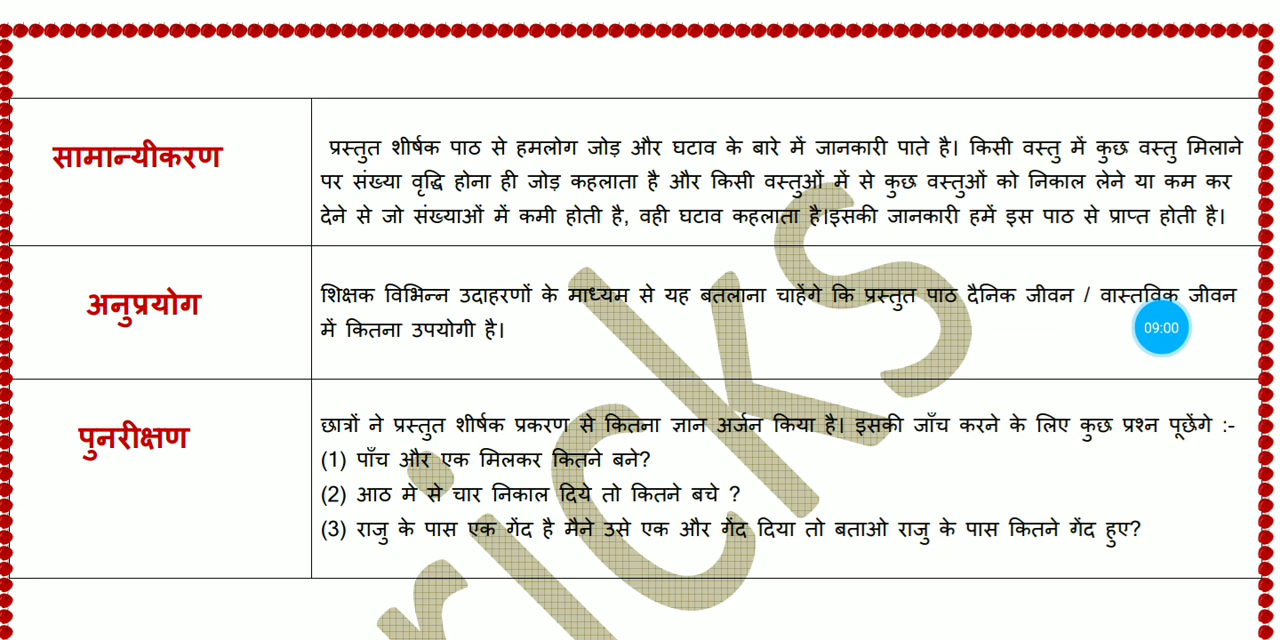 सामान्यीकरण
प्रस्तुत शीर्षक पाठ से हमलोग जोड़ और घटाव के बारे में जानकारी पाते है। किसी वस्तु में कुछ वस्तु मिलाने
पर संख्या वृद्धि होना ही जोड़ कहलाता है और किसी वस्तुओं में से कुछ वस्तुओं को निकाल लेने या कम कर
देने से जो संख्याओं में कमी होती है, वही घटाव कहलाता है।इसकी जानकारी हमें इस पाठ से प्राप्त होती है।
अनुप्रयोग
शिक्षक विभिन्न उदाहरणों के माध्यम से यह बतलाना चाहेंगे कि प्रस्तुत पाठ दैनिक जीवन / वास्तविक जीवन
में कितना उपयोगी है।
09:00
पुनरीक्षण
छात्रों ने प्रस्तुत शीर्षक प्रकरण से कितना ज्ञान अर्जन किया है। इसकी जाँच करने के लिए कुछ प्रश्न पूछेंगे :-
(1) पाँच और एक मिलकर कितने बने?
(2) आठ मे से चार निकाल दिये तो कितने बचे ?
(3) राजु के पास एक गेंद है मैने उसे एक और गेंद दिया तो बताओ राजु के पास कितने गेंद हुए?
ricks